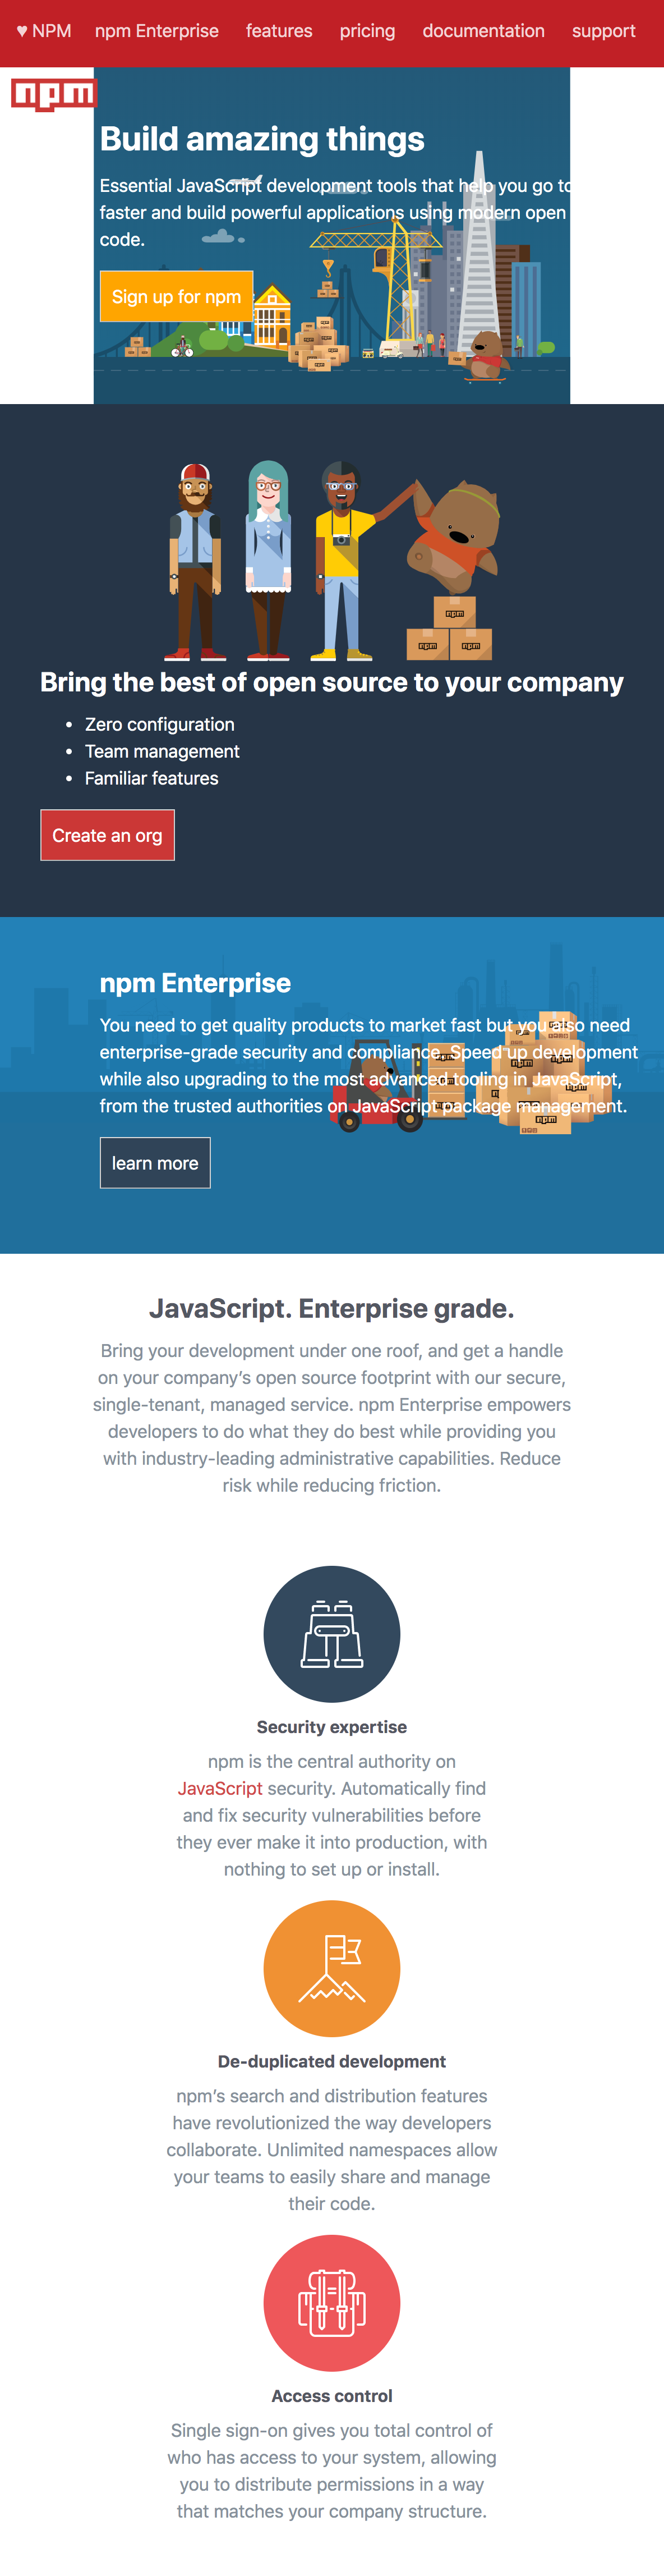 ♥ NPM npm Enterprise features pricing documentation support
npm
Build amazing things
Essential JavaScript development tools that help you go to
faster and build powerful applications using modern open
code.
Sign up for npm
npm
npm npm
Bring the best of open source to your company
• Zero configuration
• Team management
• Familiar features
Create an org
npm Enterprise
You need to get quality products to market fast but you also need
enterprise-grade security and compliance. Speed up development
while also upgrading to the most advanced tooling in JavaScript,
from the trusted authorities on JavaScript package management.
npm
learn more
JavaScript. Enterprise grade.
Bring your development under one roof, and get a handle
on your company’s open source footprint with our secure,
single-tenant, managed service. npm Enterprise empowers
developers to do what they do best while providing you
with industry-leading administrative capabilities. Reduce
risk while reducing friction.
Security expertise
npm is the central authority on
JavaScript security. Automatically find
and fix security vulnerabilities before
they ever make it into production, with
nothing to set up or install.
De-duplicated development
npm’s search and distribution features
have revolutionized the way developers
collaborate. Unlimited namespaces allow
your teams to easily share and manage
their code.
Access control
Single sign-on gives you total control of
who has access to your system, allowing
you to distribute permissions in a way
that matches your company structure.